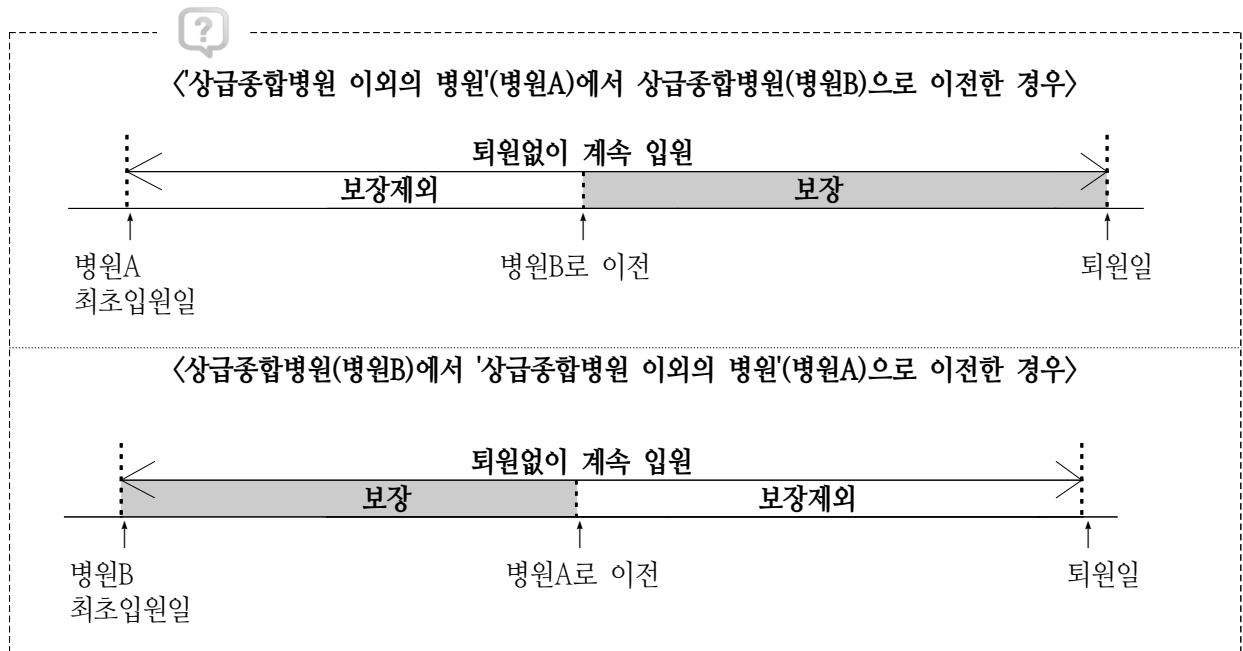 ?
<'상급종합병원 이외의 병원'(병원A)에서 상급종합병원(병원B)으로 이전한 경우>
퇴원없이 계속 입원
보장제외 보장
병원A 병원B로 이전 퇴원일
최초입원일
<상급종합병원(병원B)에서 '상급종합병원 이외의 병원'(병원A)으로 이전한 경우>
퇴원없이 계속 입원
보장 보장제외
병원B 병원A로 이전 퇴원일
최초입원일